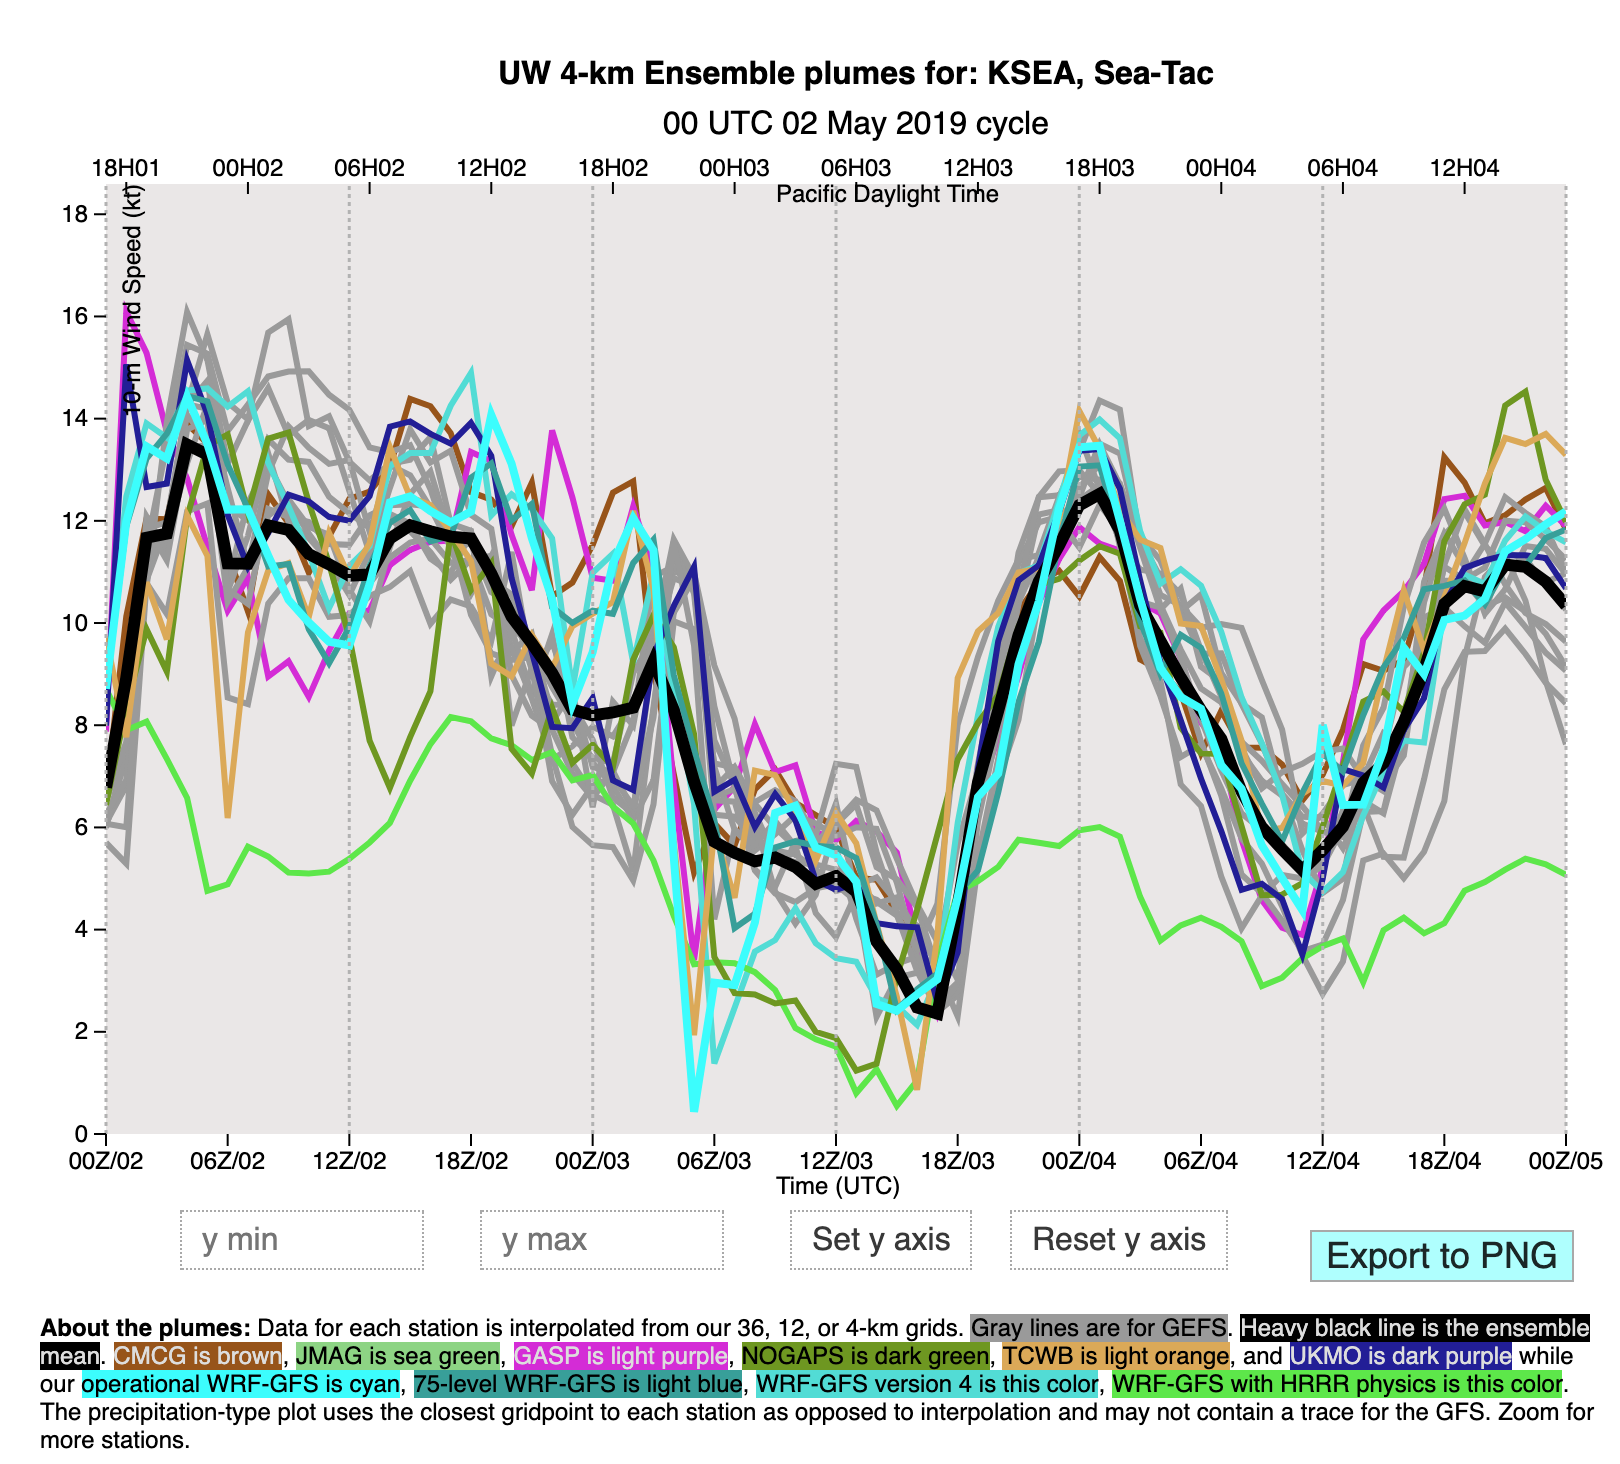 UW 4-km Ensemble plumes for: KSEA, Sea-Tac
00 UTC 02 May 2019 cycle
18H01 00H02 06H02 12H02 18H02 00H03 06H03 12H03 18H03 00H04 06H04 12H04
Pacific Daylight Time
10-m Wind Speed (kt)
18
16
14
12
10
8
6
4
2
0
00Z/02 06Z/02 12Z/02 18Z/02 00Z/03 06Z/03 12Z/03 18Z/03 00Z/04 06Z/04 12Z/04 18Z/04 00Z/05
Time (UTC)
y min y max Set y axis Reset y axis Export to PNG
About the plumes: Data for each station is interpolated from our 36, 12, or 4-km grids. Gray lines are for GEFS. Heavy black line is the ensemble
mean. CMCG is brown, JMAG is sea green, GASP is light purple, NOGAPS is dark green, TCWB is light orange, and UKMO is dark purple while
our operational WRF-GFS is cyan, 75-level WRF-GFS is light blue, WRF-GFS version 4 is this color, WRF-GFS with HRRR physics is this color.
The precipitation-type plot uses the closest gridpoint to each station as opposed to interpolation and may not contain a trace for the GFS. Zoom for
more stations.